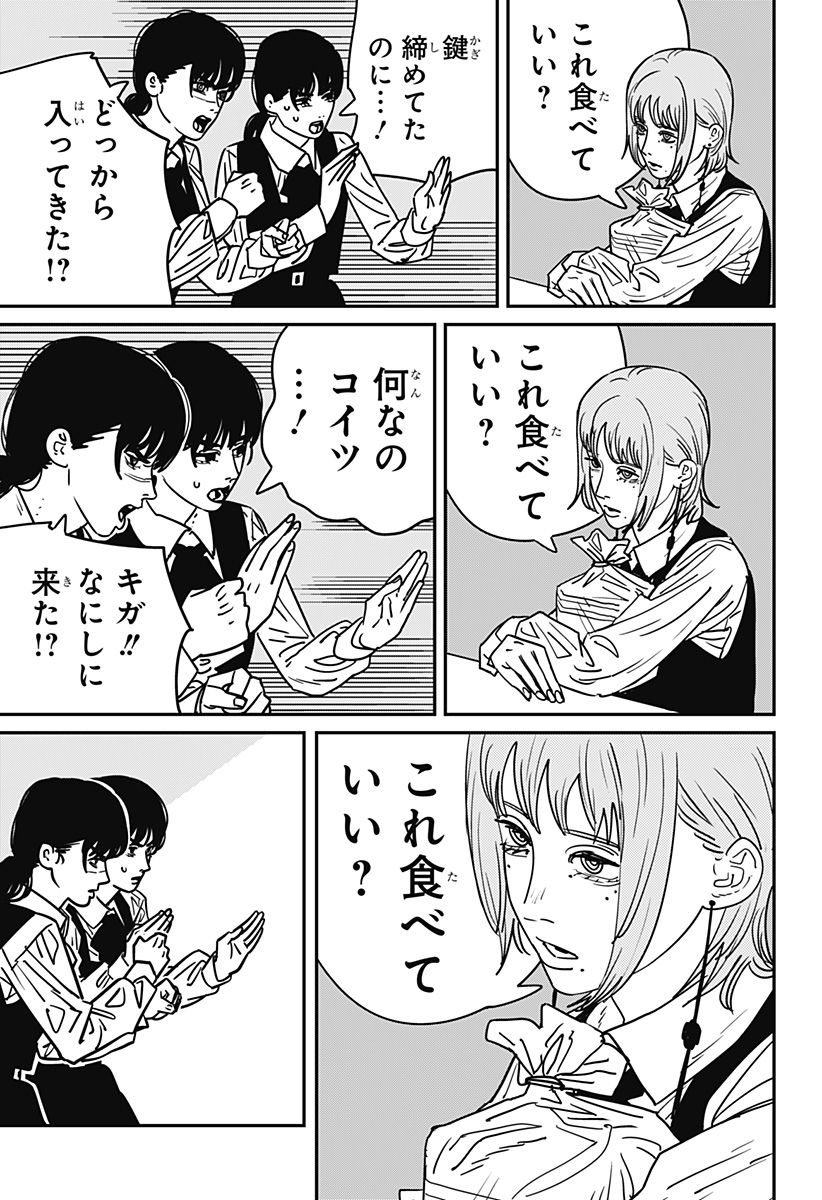 これ食べて
いい？
鍵
締めてた
のに…！
どっから
入ってきた!?
これ食べて
いい？
何なの
コイツ
…！
キガ!!
なにしに
来た!?
これ食べて
いい？